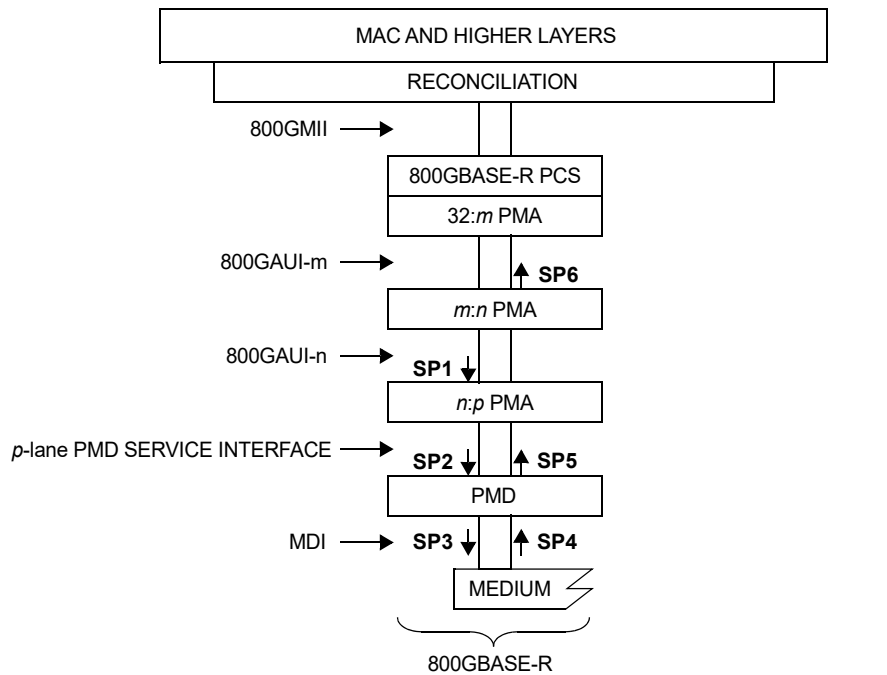 MAC AND HIGHER LAYERS
RECONCILIATION
800GMII
800GBASE-R PCS
32:m PMA
800GAUI-m
SP6
m:n PMA
800GAUI-n
SP1
n:p PMA
p-lane PMD SERVICE INTERFACE
SP2
SP5
PMD
MDI
SP3
SP4
MEDIUM
800GBASE-R